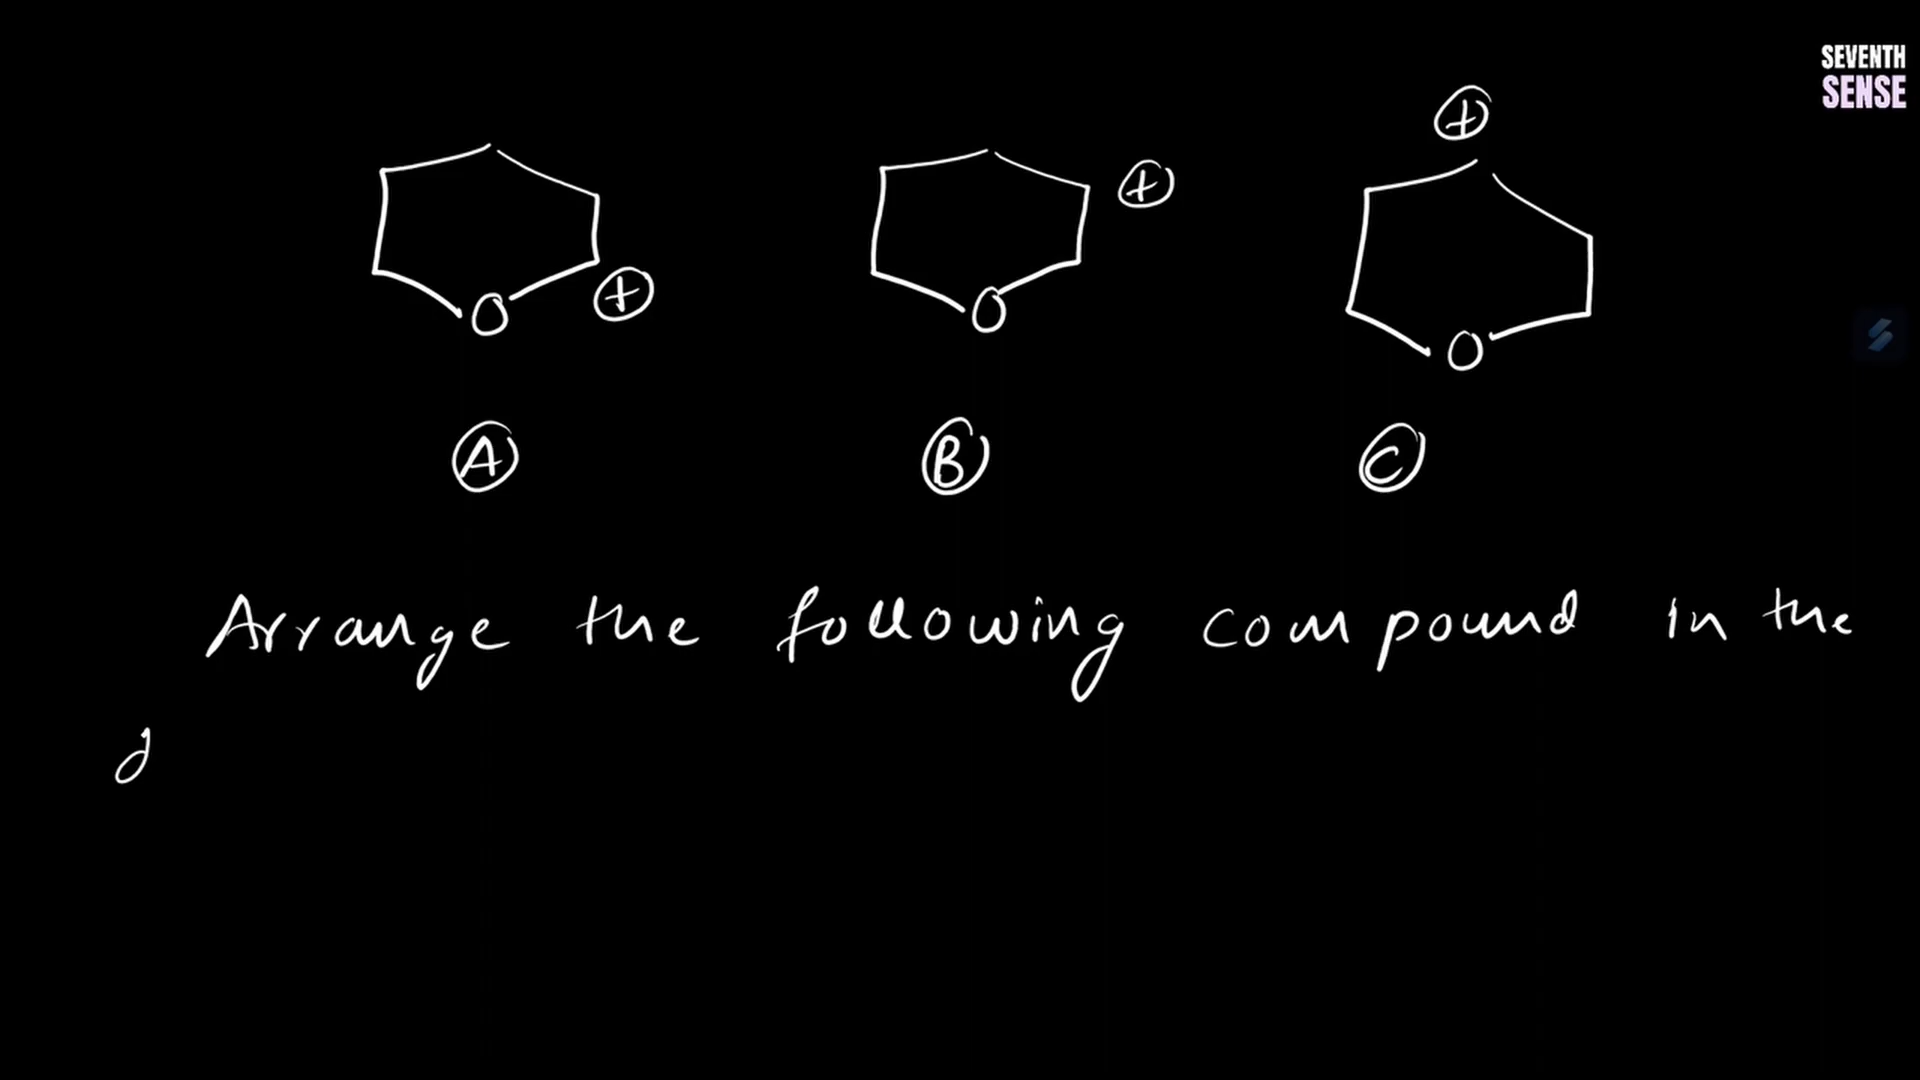 SEVENTH
SENSE
+
+
+
O
O
O
A
B
C
Arrange the following compound in the
d